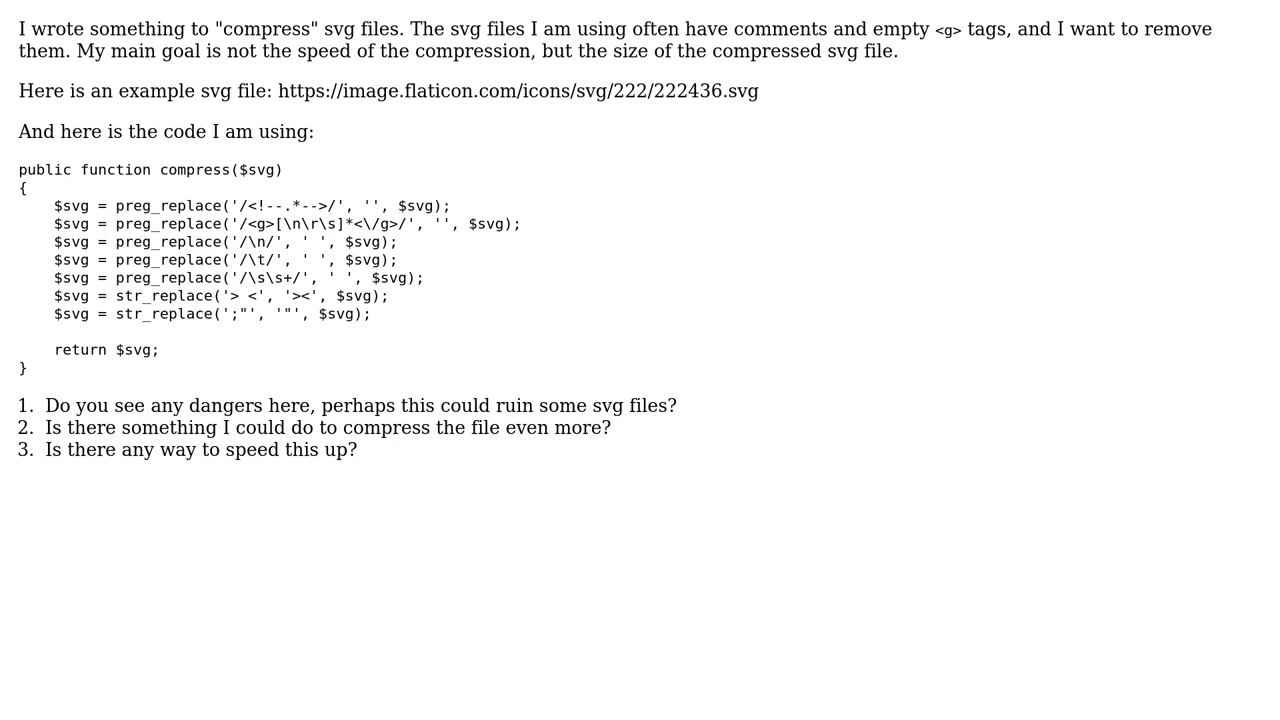 I wrote something to "compress" svg files. The svg files I am using often have comments and empty <g> tags, and I want to remove
them. My main goal is not the speed of the compression, but the size of the compressed svg file.
Here is an example svg file: https://image.flaticon.com/icons/svg/222/222436.svg
And here is the code I am using:
public function compress($svg)
{
    $svg = preg_replace('/<!--.*-->/', '', $svg);
    $svg = preg_replace('/<g>[\n\r\s]*<\/g>/', '', $svg);
    $svg = preg_replace('/\n/', ' ', $svg);
    $svg = preg_replace('/\t/', ' ', $svg);
    $svg = preg_replace('/\s\s+/', ' ', $svg);
    $svg = str_replace('> <', '><', $svg);
    $svg = str_replace(';"', '"', $svg);
    return $svg;
}
1. Do you see any dangers here, perhaps this could ruin some svg files?
2. Is there something I could do to compress the file even more?
3. Is there any way to speed this up?